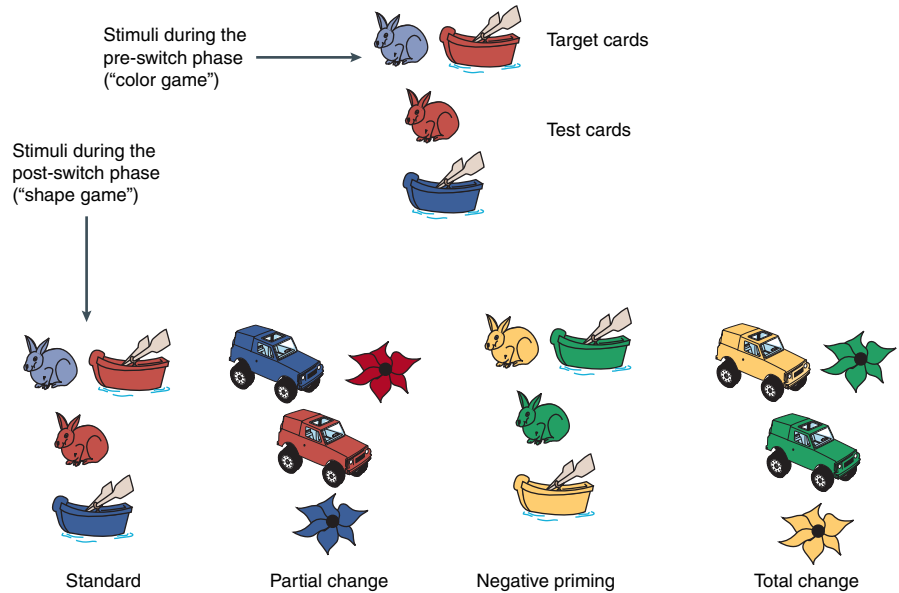 Stimuli during the
pre-switch phase
(“color game”)
Target cards
Test cards
Stimuli during the
post-switch phase
(“shape game”)
Standard
Partial change
Negative priming
Total change